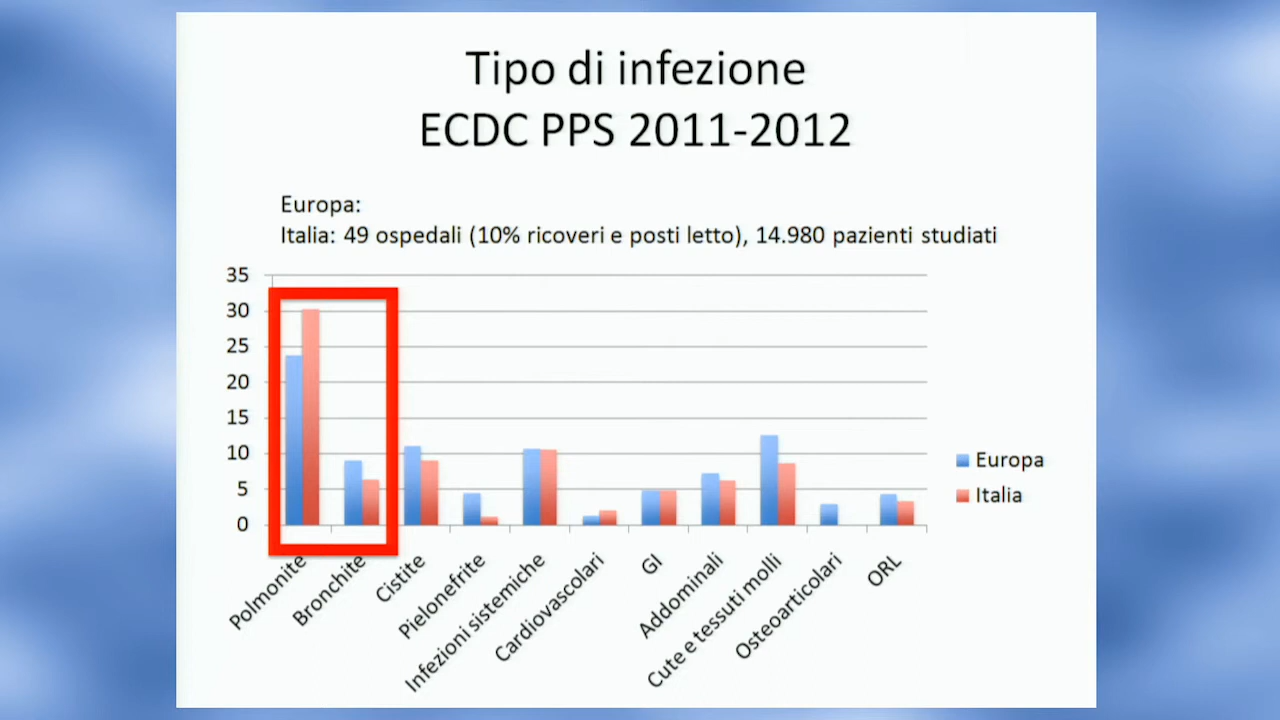 Tipo di infezione
ECDC PPS 2011-2012
Europa:
Italia: 49 ospedali (10% ricoveri e posti letto), 14.980 pazienti studiati
35
30
25
20
15
10
5
0
Polmonite
Bronchite
Cistite
Pielonefrite
Infezioni sistemiche
Cardiovascolari
GI
Addominali
Cute e tessuti molli
Osteoarticolari
ORL
Europa
Italia